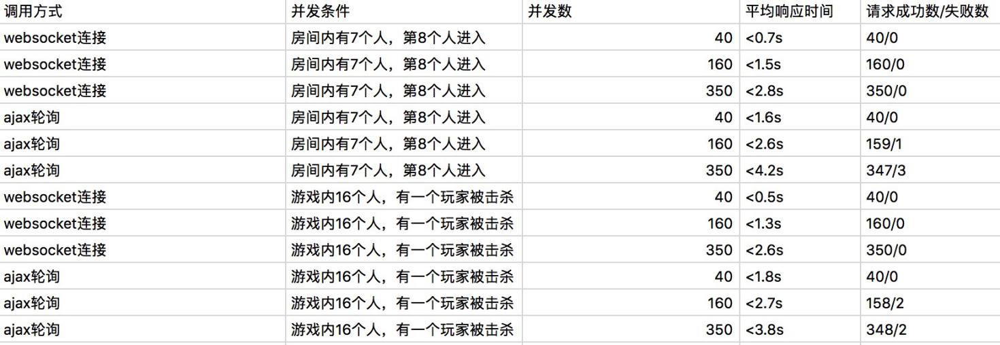 调用方式 并发条件 并发数 平均响应时间 请求成功数/失败数
websocket连接 房间内有7个人，第8个人进入 40 <0.7s 40/0
websocket连接 房间内有7个人，第8个人进入 160 <1.5s 160/0
websocket连接 房间内有7个人，第8个人进入 350 <2.8s 350/0
ajax轮询 房间内有7个人，第8个人进入 40 <1.6s 40/0
ajax轮询 房间内有7个人，第8个人进入 160 <2.6s 159/1
ajax轮询 房间内有7个人，第8个人进入 350 <4.2s 347/3
websocket连接 游戏内16个人，有一个玩家被击杀 40 <0.5s 40/0
websocket连接 游戏内16个人，有一个玩家被击杀 160 <1.3s 160/0
websocket连接 游戏内16个人，有一个玩家被击杀 350 <2.6s 350/0
ajax轮询 游戏内16个人，有一个玩家被击杀 40 <1.8s 40/0
ajax轮询 游戏内16个人，有一个玩家被击杀 160 <2.7s 158/2
ajax轮询 游戏内16个人，有一个玩家被击杀 350 <3.8s 348/2